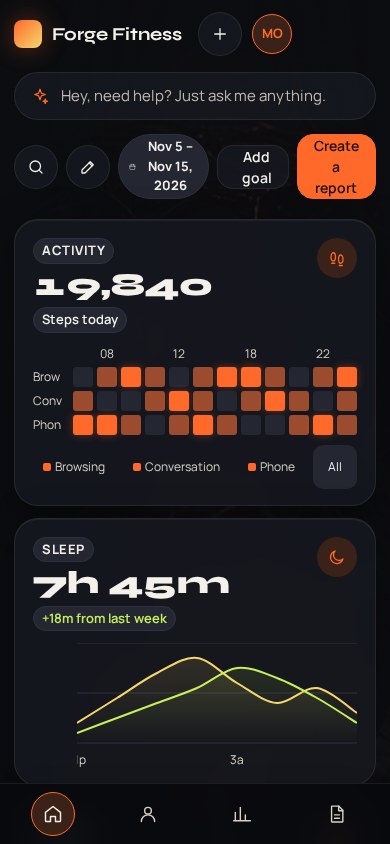 Forge Fitness
MO
Hey, need help? Just ask me anything.
Nov 5 –
Nov 15,
2026
Add
goal
Create
a
report
ACTIVITY
19,840
Steps today
08 12 18 22
Brow
Conv
Phon
Browsing Conversation Phone All
SLEEP
7h 45m
+18m from last week
3a